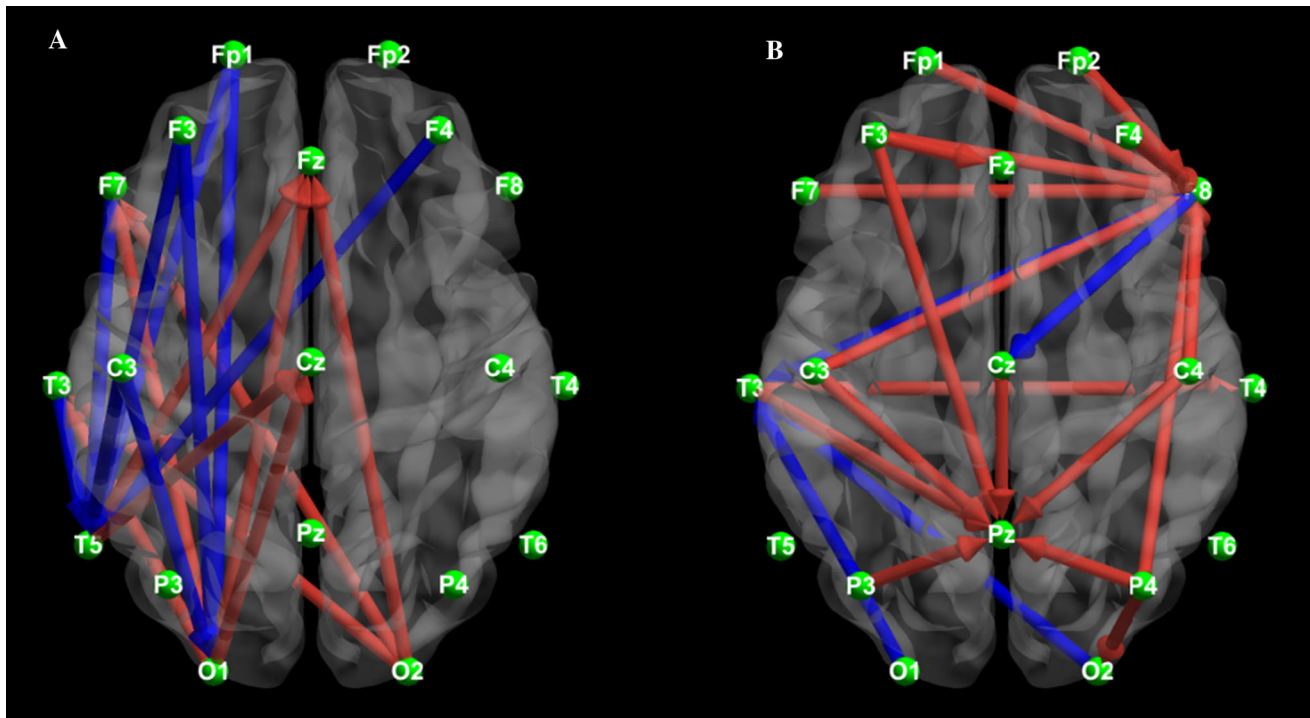 A
Fp1 Fp2
F3 F4
Fz
F7 F8
Cz
C3 C4
T3 T4
Pz
T5 T6
P3 P4
O1 O2
B
Fp1 Fp2
F3 F4
Fz
F7 F8
Cz
C3 C4
T3 T4
Pz
T5 T6
P3 P4
O1 O2